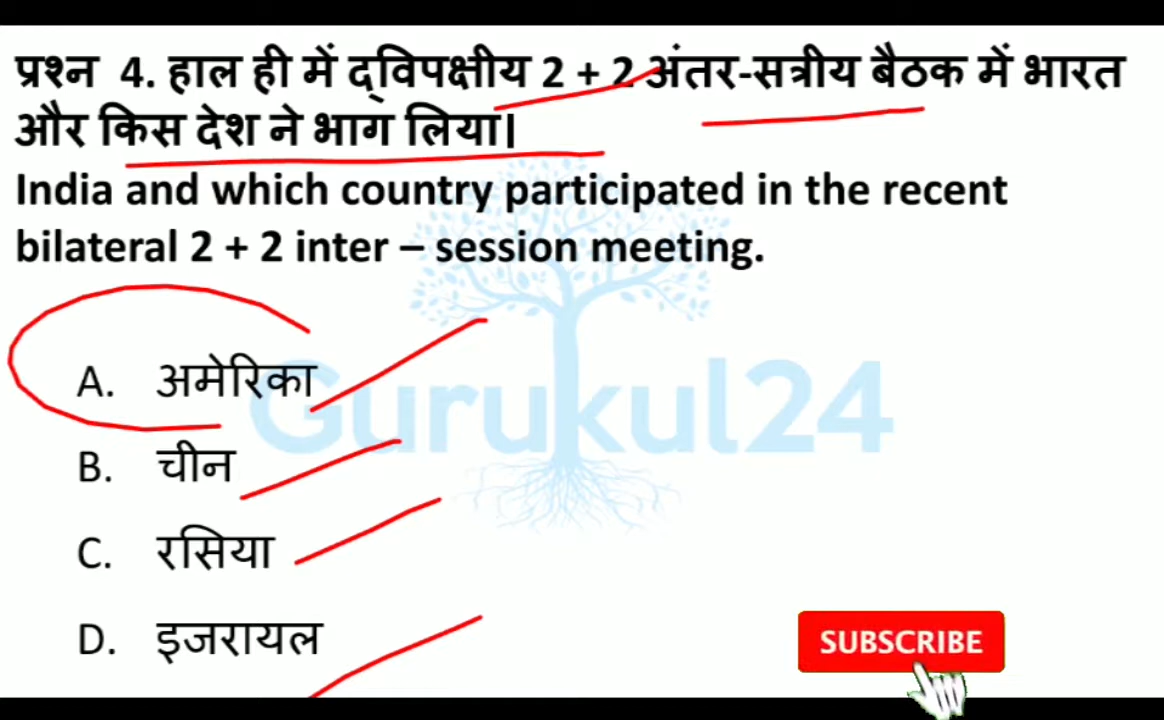 प्रश्न 4. हाल ही में द्विपक्षीय 2 + 2 अंतर-सत्रीय बैठक में भारत
और किस देश ने भाग लिया।
India and which country participated in the recent
bilateral 2 + 2 inter – session meeting.
A. अमेरिका
Gurukul24
B. चीन
C. रसिया
D. इजरायल
SUBSCRIBE